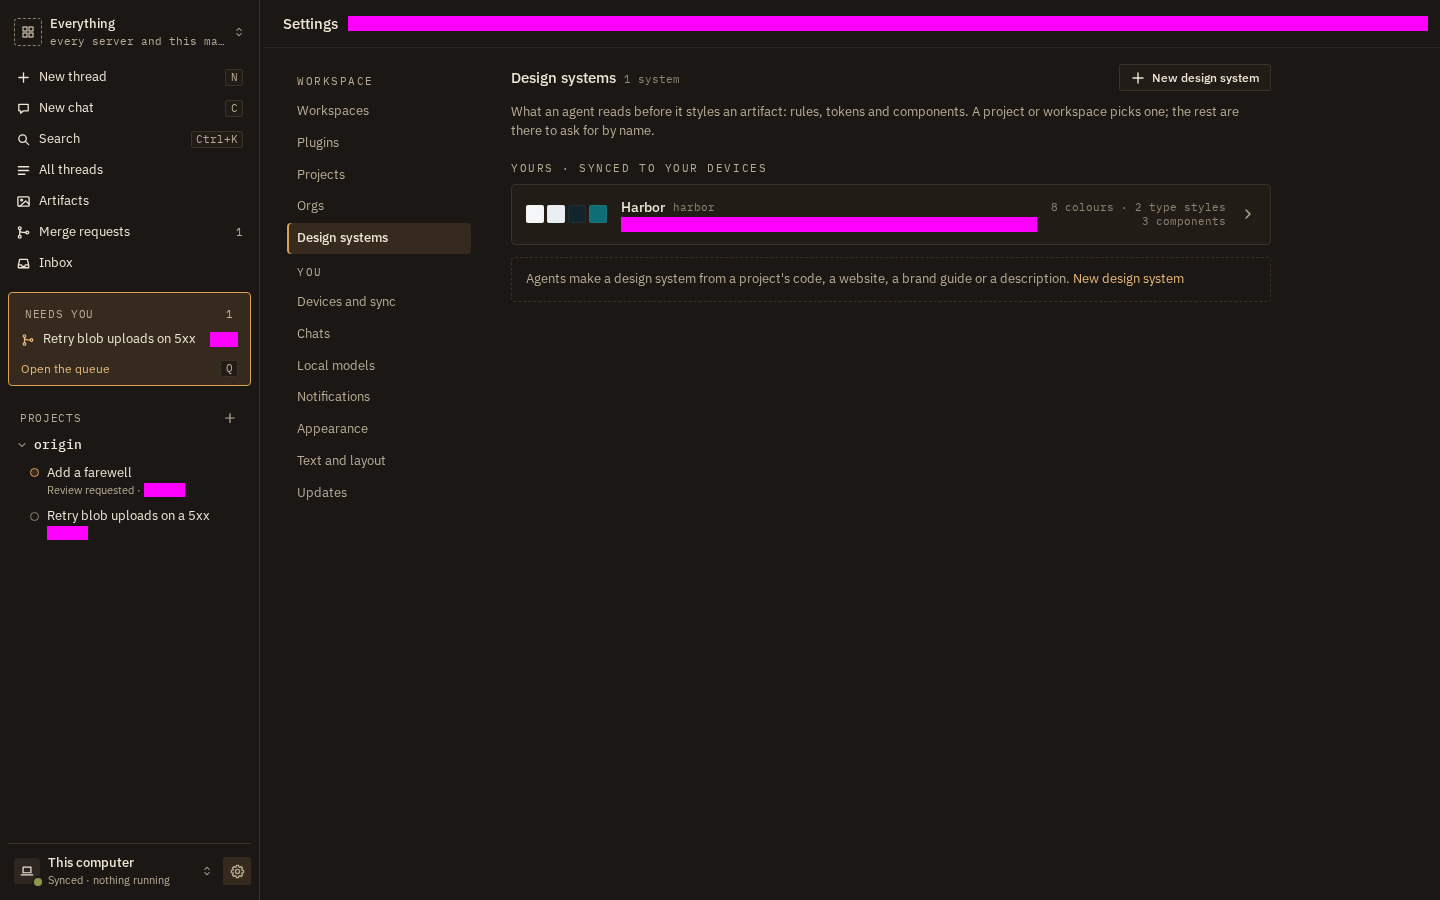 Everything
every server and this ma…
New thread N
New chat C
Search Ctrl+K
All threads
Artifacts
Merge requests 1
Inbox
NEEDS YOU 1
Retry blob uploads on 5xx
Open the queue Q
PROJECTS
origin
Add a farewell
Review requested ·
Retry blob uploads on a 5xx
This computer
Synced · nothing running
Settings
WORKSPACE
Workspaces
Plugins
Projects
Orgs
Design systems
YOU
Devices and sync
Chats
Local models
Notifications
Appearance
Text and layout
Updates
Design systems 1 system
New design system
What an agent reads before it styles an artifact: rules, tokens and components. A project or workspace picks one; the rest are
there to ask for by name.
YOURS · SYNCED TO YOUR DEVICES
Harbor harbor
8 colours · 2 type styles
3 components
Agents make a design system from a project's code, a website, a brand guide or a description. New design system